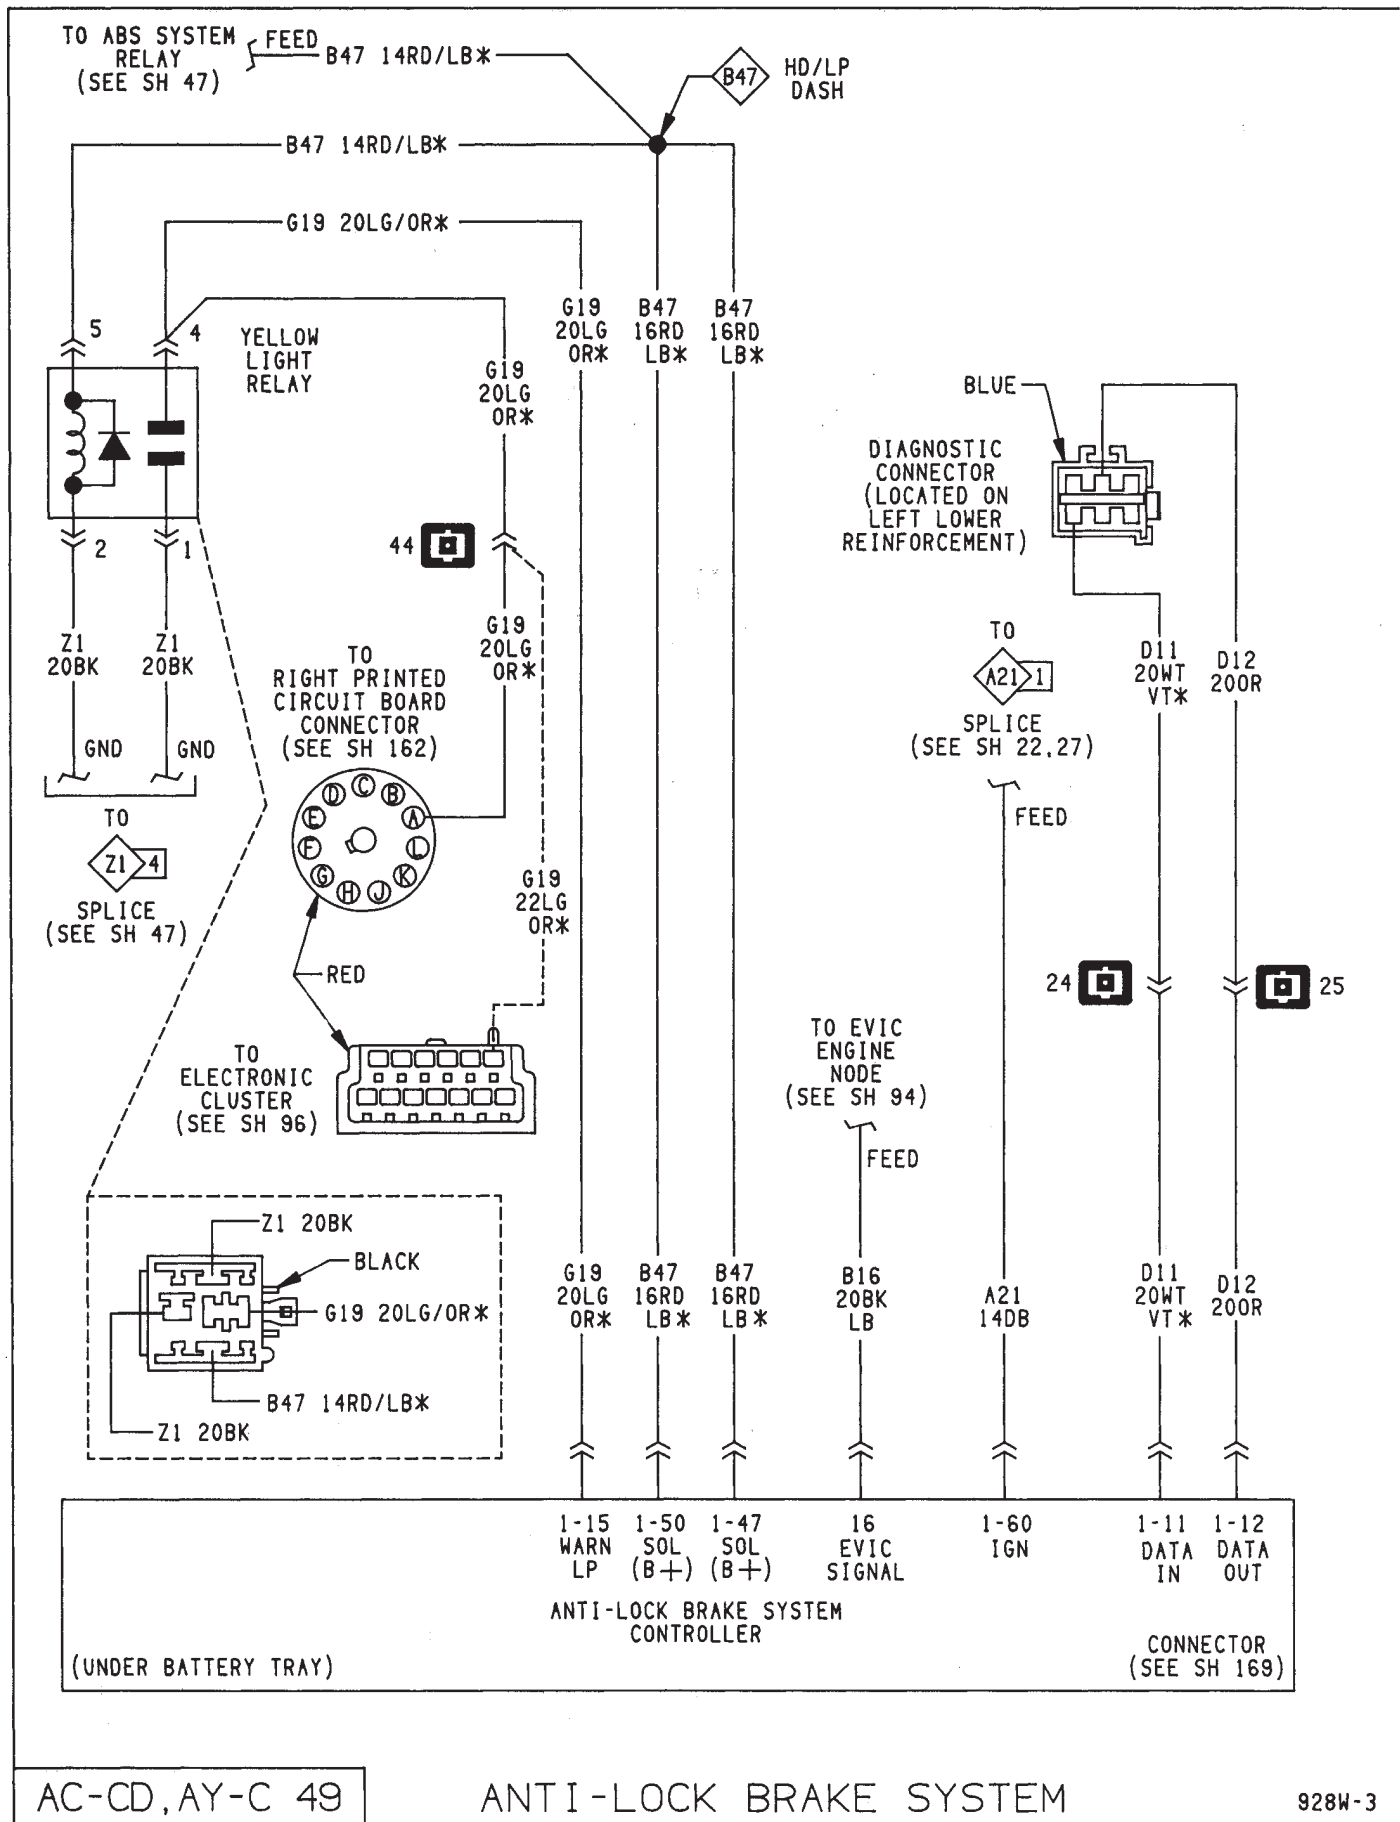 TO ABS SYSTEM
RELAY
(SEE SH 47)
FEED
B47 14RD/LB*
B47
HD/LP
DASH
B47 14RD/LB*
G19 20LG/OR*
5
4
YELLOW
LIGHT
RELAY
G19
20LG
OR*
G19
20LG
OR*
B47
16RD
LB*
B47
16RD
LB*
BLUE
DIAGNOSTIC
CONNECTOR
(LOCATED ON
LEFT LOWER
REINFORCEMENT)
2
1
44
Z1
20BK
Z1
20BK
G19
20LG
OR*
TO
RIGHT PRINTED
CIRCUIT BOARD
CONNECTOR
(SEE SH 162)
TO
A21 1
SPLICE
(SEE SH 22,27)
FEED
D11
20WT
VT*
D12
20OR
GND
GND
TO
Z1 4
SPLICE
(SEE SH 47)
A
B
C
D
E
F
G
H
J
K
L
G19
22LG
OR*
RED
24
25
TO
ELECTRONIC
CLUSTER
(SEE SH 96)
TO EVIC
ENGINE
NODE
(SEE SH 94)
FEED
Z1 20BK
BLACK
G19 20LG/OR*
B47 14RD/LB*
Z1 20BK
G19
20LG
OR*
B47
16RD
LB*
B47
16RD
LB*
B16
20BK
LB
A21
14DB
D11
20WT
VT*
D12
20OR
1-15
WARN
LP
1-50
SOL
(B+)
1-47
SOL
(B+)
16
EVIC
SIGNAL
1-60
IGN
1-11
DATA
IN
1-12
DATA
OUT
ANTI-LOCK BRAKE SYSTEM
CONTROLLER
(UNDER BATTERY TRAY)
CONNECTOR
(SEE SH 169)
AC-CD,AY-C 49
ANTI-LOCK BRAKE SYSTEM
928W-3